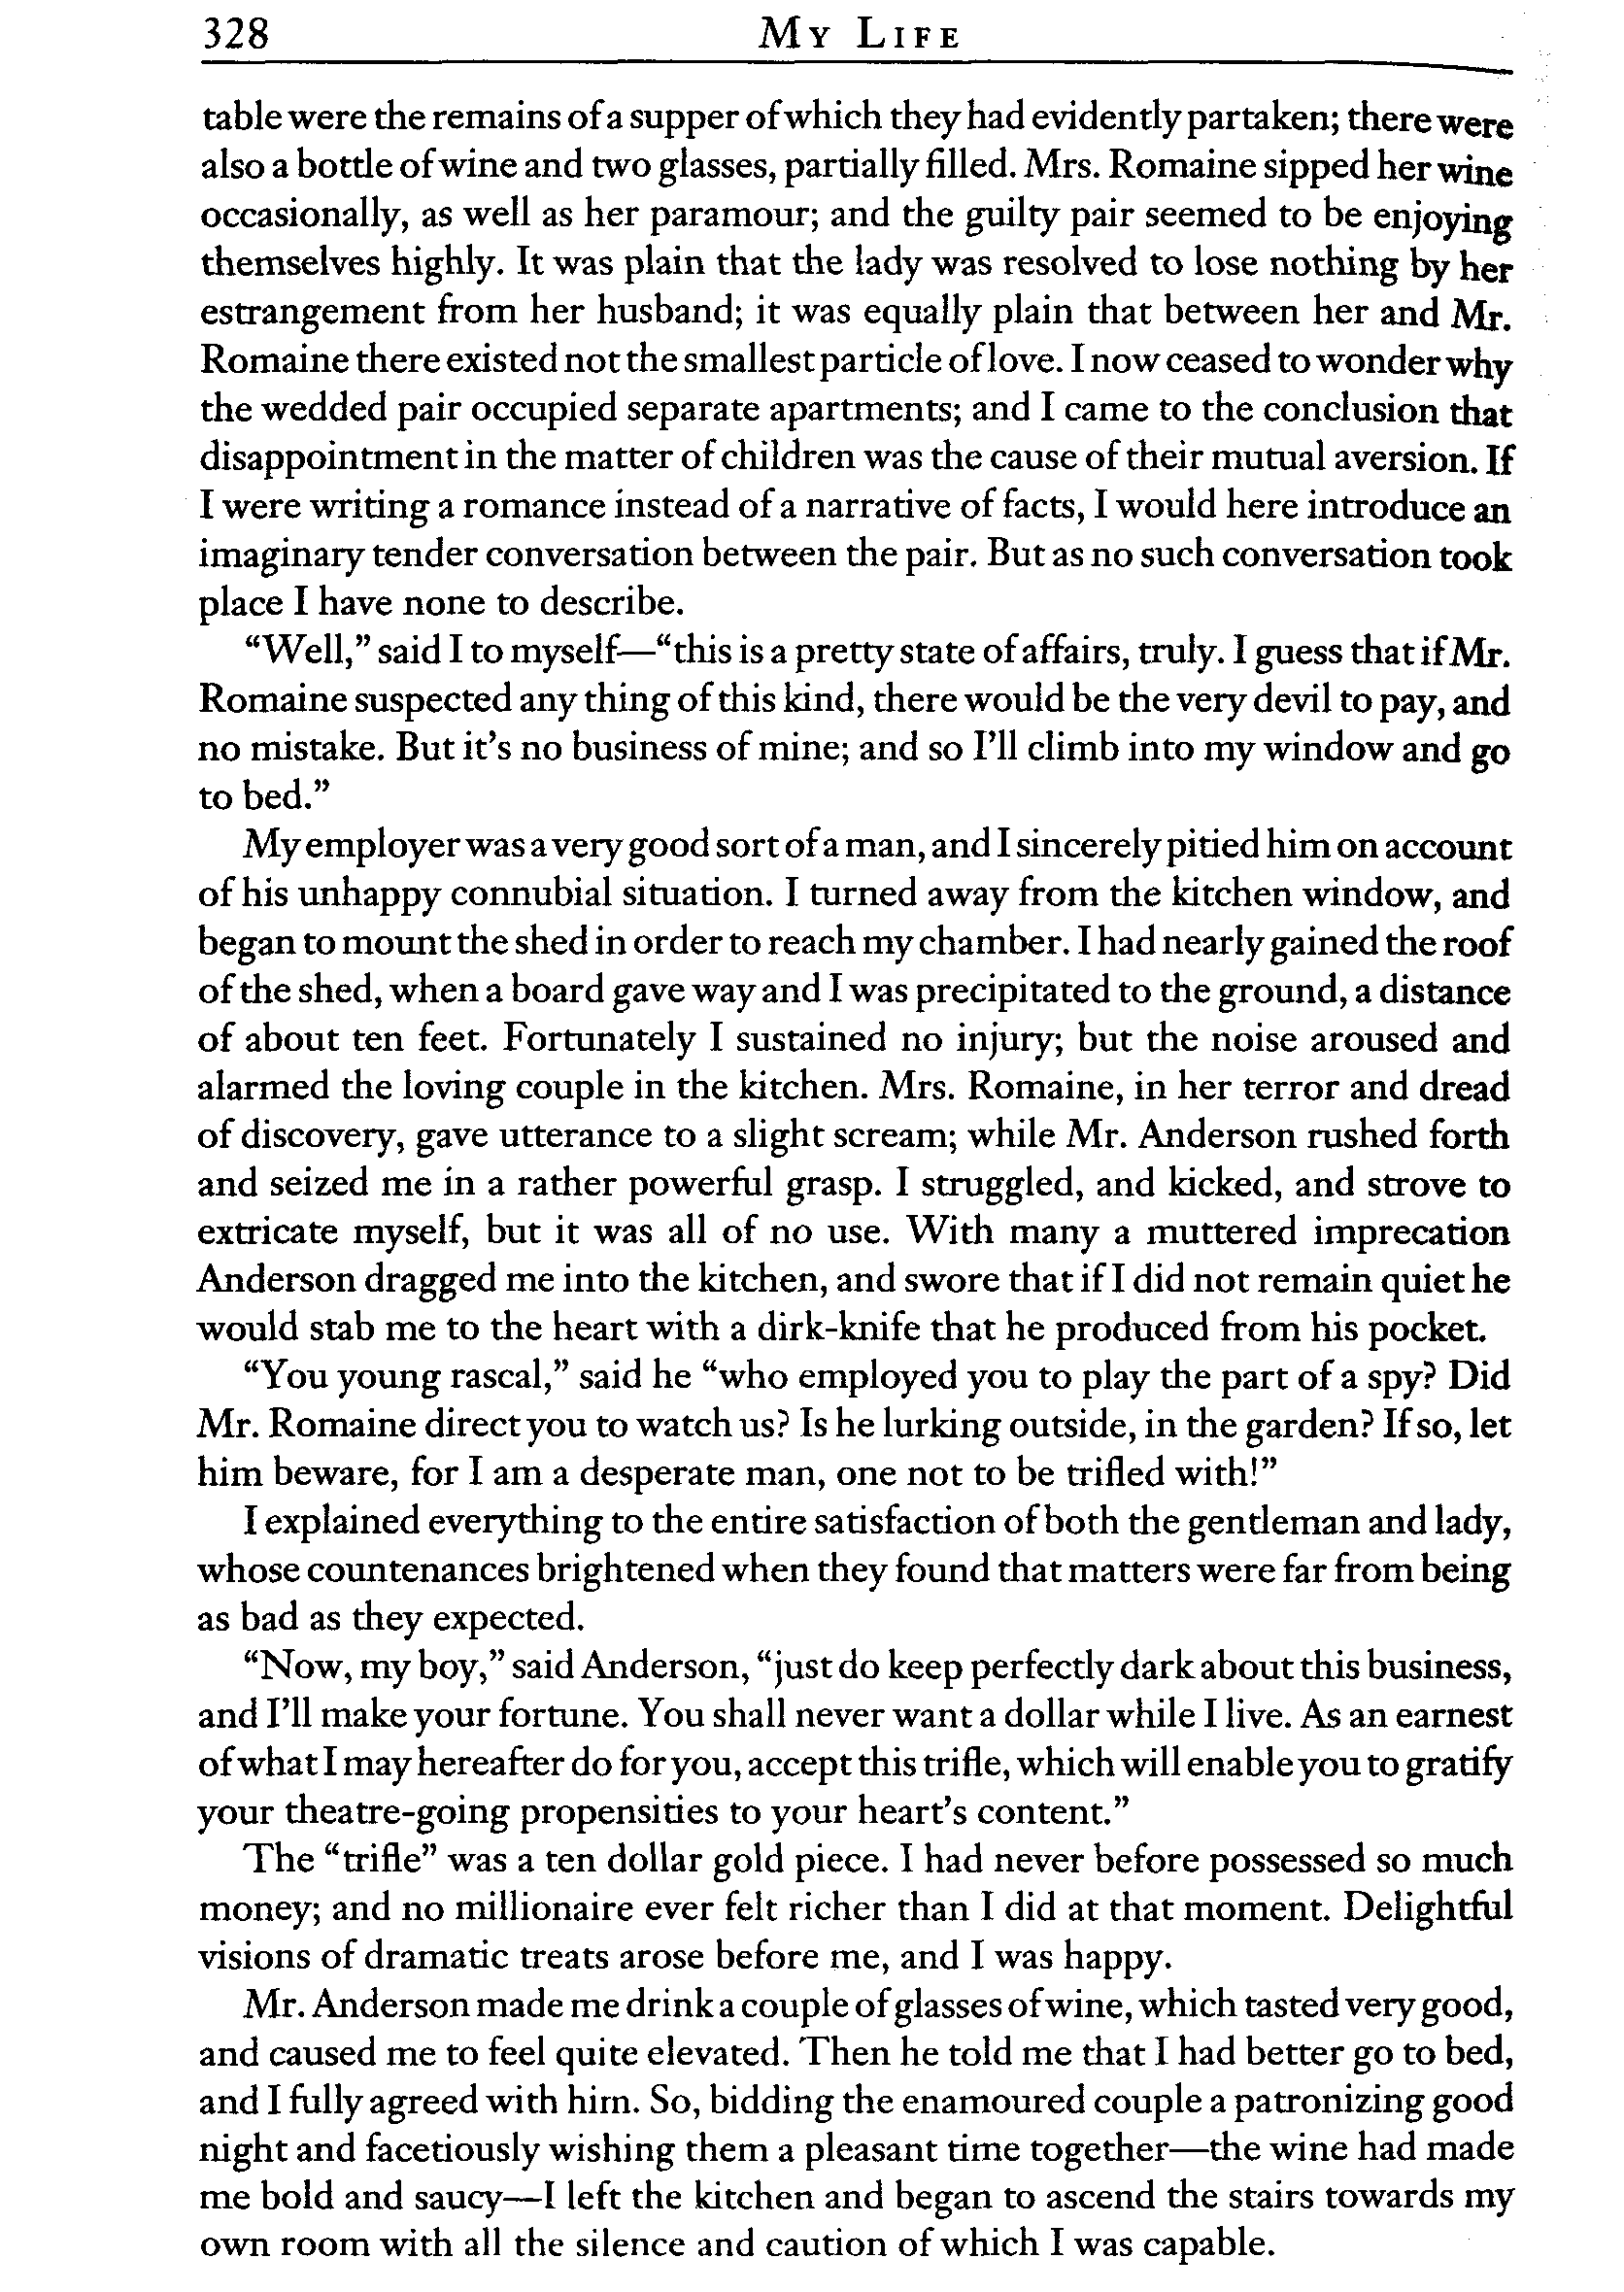 328
My Life
table were the remains of a supper of which they had evidently partaken; there were
also a bottle of wine and two glasses, partially filled. Mrs. Romaine sipped her wine
occasionally, as well as her paramour; and the guilty pair seemed to be enjoying
themselves highly. It was plain that the lady was resolved to lose nothing by her
estrangement from her husband; it was equally plain that between her and Mr.
Romaine there existed not the smallest particle of love. I now ceased to wonder why
the wedded pair occupied separate apartments; and I came to the conclusion that
disappointment in the matter of children was the cause of their mutual aversion. If
I were writing a romance instead of a narrative of facts, I would here introduce an
imaginary tender conversation between the pair. But as no such conversation took
place I have none to describe.
“Well,” said I to myself—“this is a pretty state of affairs, truly. I guess that if Mr.
Romaine suspected any thing of this kind, there would be the very devil to pay, and
no mistake. But it’s no business of mine; and so I’ll climb into my window and go
to bed.”
My employer was a very good sort of a man, and I sincerely pitied him on account
of his unhappy connubial situation. I turned away from the kitchen window, and
began to mount the shed in order to reach my chamber. I had nearly gained the roof
of the shed, when a board gave way and I was precipitated to the ground, a distance
of about ten feet. Fortunately I sustained no injury; but the noise aroused and
alarmed the loving couple in the kitchen. Mrs. Romaine, in her terror and dread
of discovery, gave utterance to a slight scream; while Mr. Anderson rushed forth
and seized me in a rather powerful grasp. I struggled, and kicked, and strove to
extricate myself, but it was all of no use. With many a muttered imprecation
Anderson dragged me into the kitchen, and swore that if I did not remain quiet he
would stab me to the heart with a dirk-knife that he produced from his pocket.
“You young rascal,” said he “who employed you to play the part of a spy? Did
Mr. Romaine direct you to watch us? Is he lurking outside, in the garden? If so, let
him beware, for I am a desperate man, one not to be trifled with!”
I explained everything to the entire satisfaction of both the gentleman and lady,
whose countenances brightened when they found that matters were far from being
as bad as they expected.
“Now, my boy,” said Anderson, “just do keep perfectly dark about this business,
and I’ll make your fortune. You shall never want a dollar while I live. As an earnest
of what I may hereafter do for you, accept this trifle, which will enable you to gratify
your theatre-going propensities to your heart’s content.”
The “trifle” was a ten dollar gold piece. I had never before possessed so much
money; and no millionaire ever felt richer than I did at that moment. Delightful
visions of dramatic treats arose before me, and I was happy.
Mr. Anderson made me drink a couple of glasses of wine, which tasted very good,
and caused me to feel quite elevated. Then he told me that I had better go to bed,
and I fully agreed with him. So, bidding the enamoured couple a patronizing good
night and facetiously wishing them a pleasant time together—the wine had made
me bold and saucy—I left the kitchen and began to ascend the stairs towards my
own room with all the silence and caution of which I was capable.